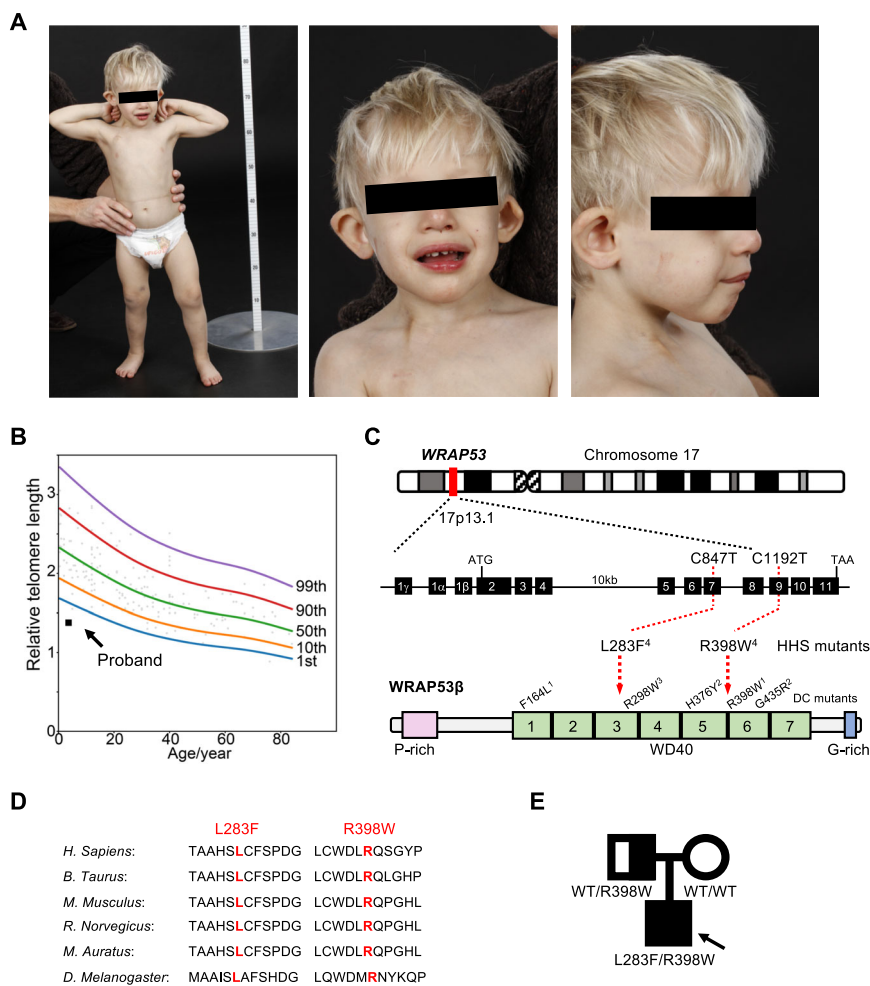 A
B
Relative telomere length
3
2
1
0
0
20
40
60
80
Age/year
99th
90th
50th
10th
1st
Proband
C
WRAP53
Chromosome 17
17p13.1
C847T
C1192T
ATG
TAA
10kb
1γ 1α 1β 2 3 4 5 6 7 8 9 10 11
L283F⁴
R398W⁴
HHS mutants
WRAP53β
F164L¹
R298W³
H376Y²
R398W¹
G435R²
DC mutants
1 2 3 4 5 6 7
P-rich
WD40
G-rich
D
L283F R398W
H. Sapiens: TAAHSLCFSPDG LCWDLRQSGYP
B. Taurus: TAAHSLCFSPDG LCWDLRQLGHP
M. Musculus: TAAHSLCFSPDG LCWDLRQPGHL
R. Norvegicus: TAAHSLCFSPDG LCWDLRQPGHL
M. Auratus: TAAHSLCFSPDG LCWDLRQPGHL
D. Melanogaster: MAAISLAFSHDG LQWDMRNYKQP
E
WT/R398W
WT/WT
L283F/R398W